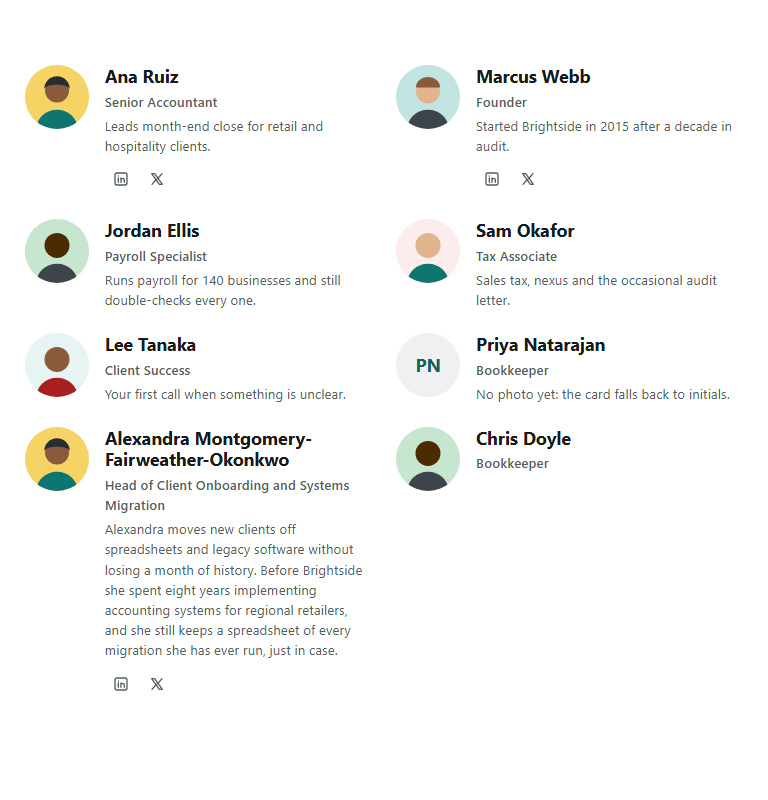 Ana Ruiz
Senior Accountant
Leads month-end close for retail and
hospitality clients.
Marcus Webb
Founder
Started Brightside in 2015 after a decade in
audit.
Jordan Ellis
Payroll Specialist
Runs payroll for 140 businesses and still
double-checks every one.
Sam Okafor
Tax Associate
Sales tax, nexus and the occasional audit
letter.
Lee Tanaka
Client Success
Your first call when something is unclear.
PN
Priya Natarajan
Bookkeeper
No photo yet: the card falls back to initials.
Alexandra Montgomery-
Fairweather-Okonkwo
Head of Client Onboarding and Systems
Migration
Alexandra moves new clients off
spreadsheets and legacy software without
losing a month of history. Before Brightside
she spent eight years implementing
accounting systems for regional retailers,
and she still keeps a spreadsheet of every
migration she has ever run, just in case.
Chris Doyle
Bookkeeper